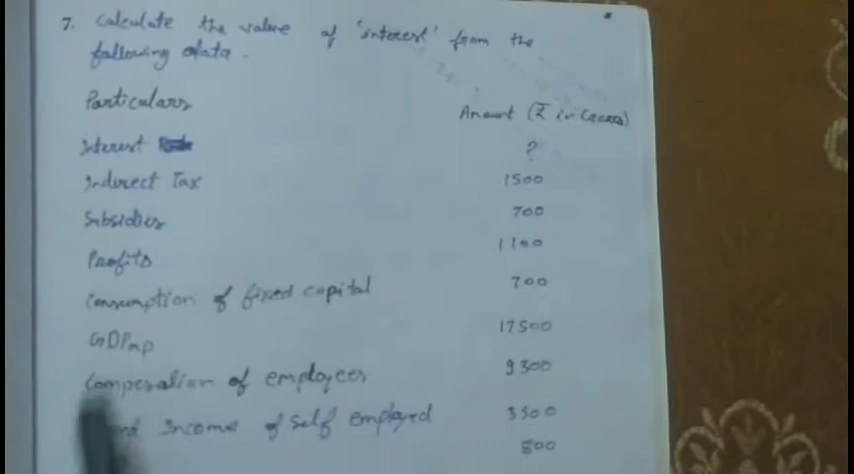 7. Calculate the value of 'interest' from the
following data.
Particulars
Amount (₹ in Crores)
Interest ?
Indirect Tax 1500
Subsidies 700
Profits 1100
Consumption of fixed capital 700
GDPMP 17500
Compensation of employees 9300
Income of Self employed 3500
800